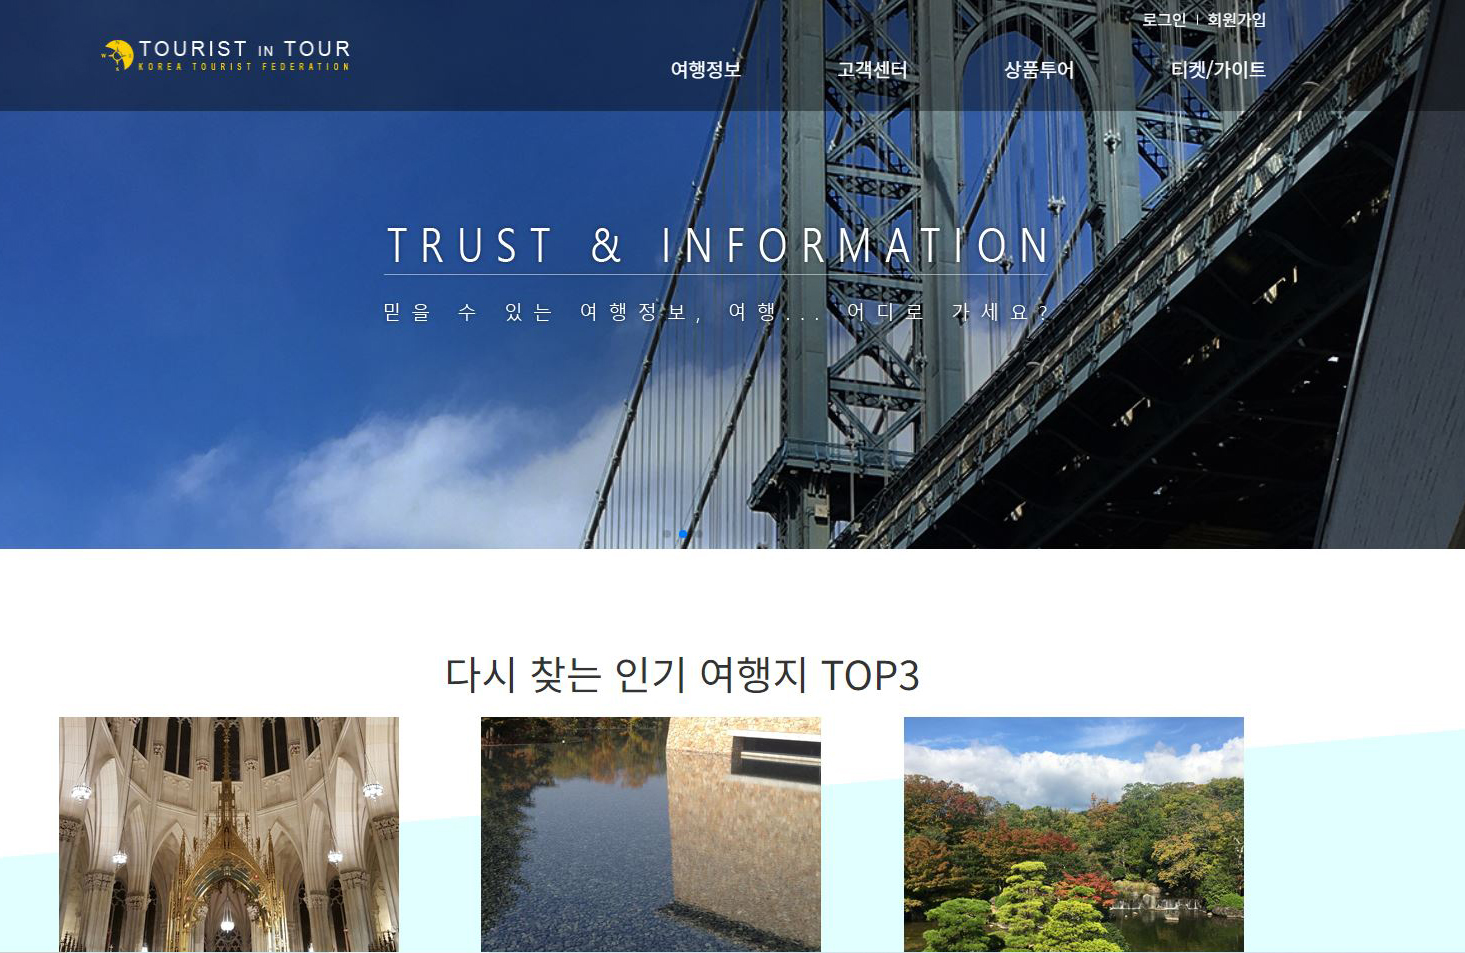 로그인 | 회원가입
TOURIST IN TOUR
KOREA TOURIST FEDERATION
여행정보 고객센터 상품투어 티켓/가이트
TRUST & INFORMATION
믿을 수 있는 여행정보, 여행... 어디로 가세요?
다시 찾는 인기 여행지 TOP3